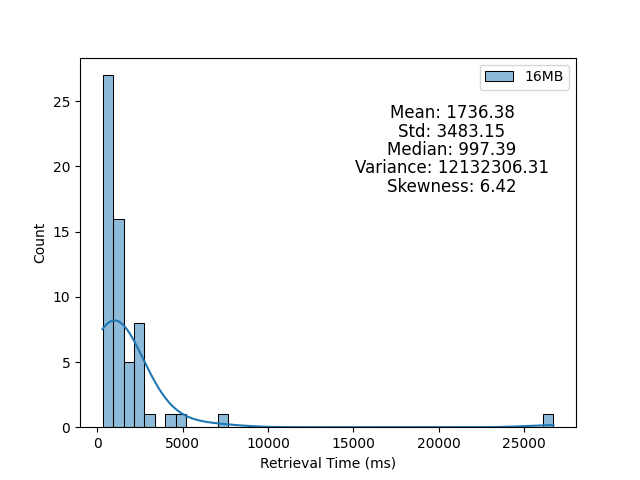 16MB
Mean: 1736.38
Std: 3483.15
Median: 997.39
Variance: 12132306.31
Skewness: 6.42
Count
25
20
15
10
5
0
0 5000 10000 15000 20000 25000
Retrieval Time (ms)